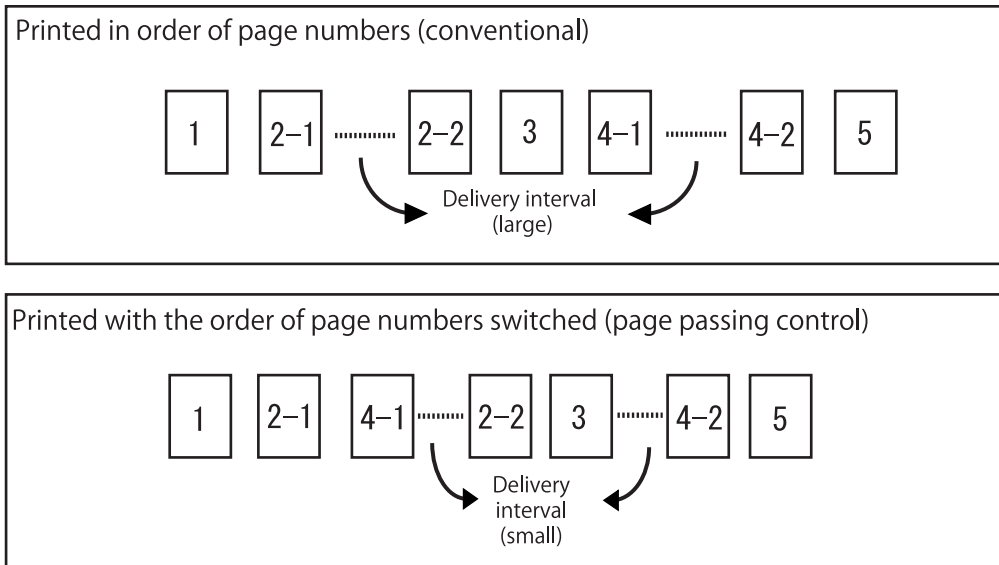 Printed in order of page numbers (conventional)
1 2−1 2−2 3 4−1 4−2 5
Delivery interval
(large)
Printed with the order of page numbers switched (page passing control)
1 2−1 4−1 2−2 3 4−2 5
Delivery
interval
(small)